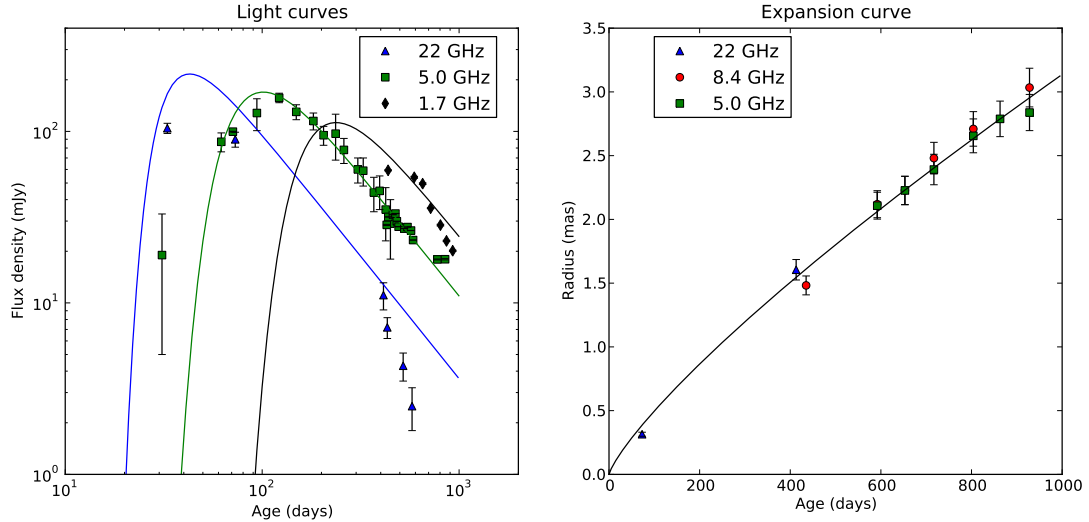 Light curves
22 GHz
5.0 GHz
1.7 GHz
Flux density (mJy)
10^2
10^1
10^0
10^1 10^2 10^3
Age (days)
Expansion curve
22 GHz
8.4 GHz
5.0 GHz
Radius (mas)
3.5
3.0
2.5
2.0
1.5
1.0
0.5
0.0
0 200 400 600 800 1000
Age (days)